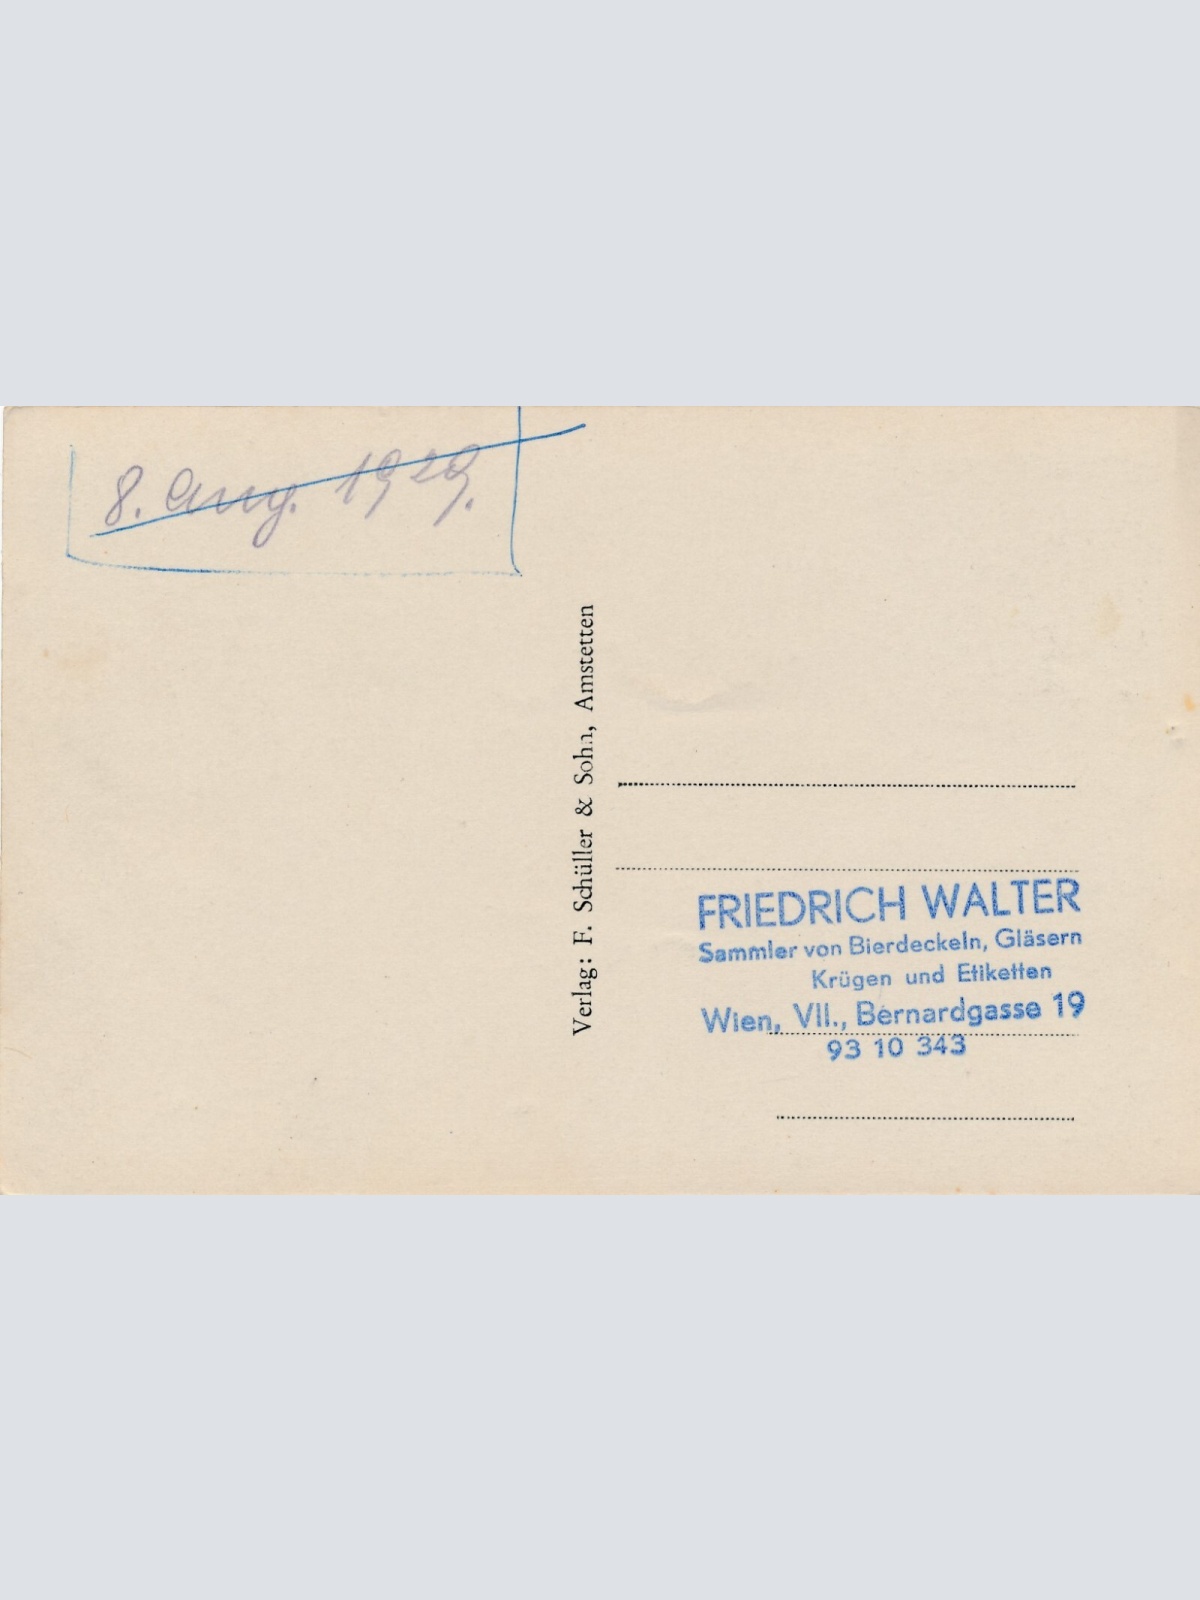 8. Aug. 1929.
Verlag: F. Schüller & Sohn, Amstetten
FRIEDRICH WALTER
Sammler von Bierdeckeln, Gläsern
Krügen und Etiketten
Wien, VII., Bernardgasse 19
93 10 343